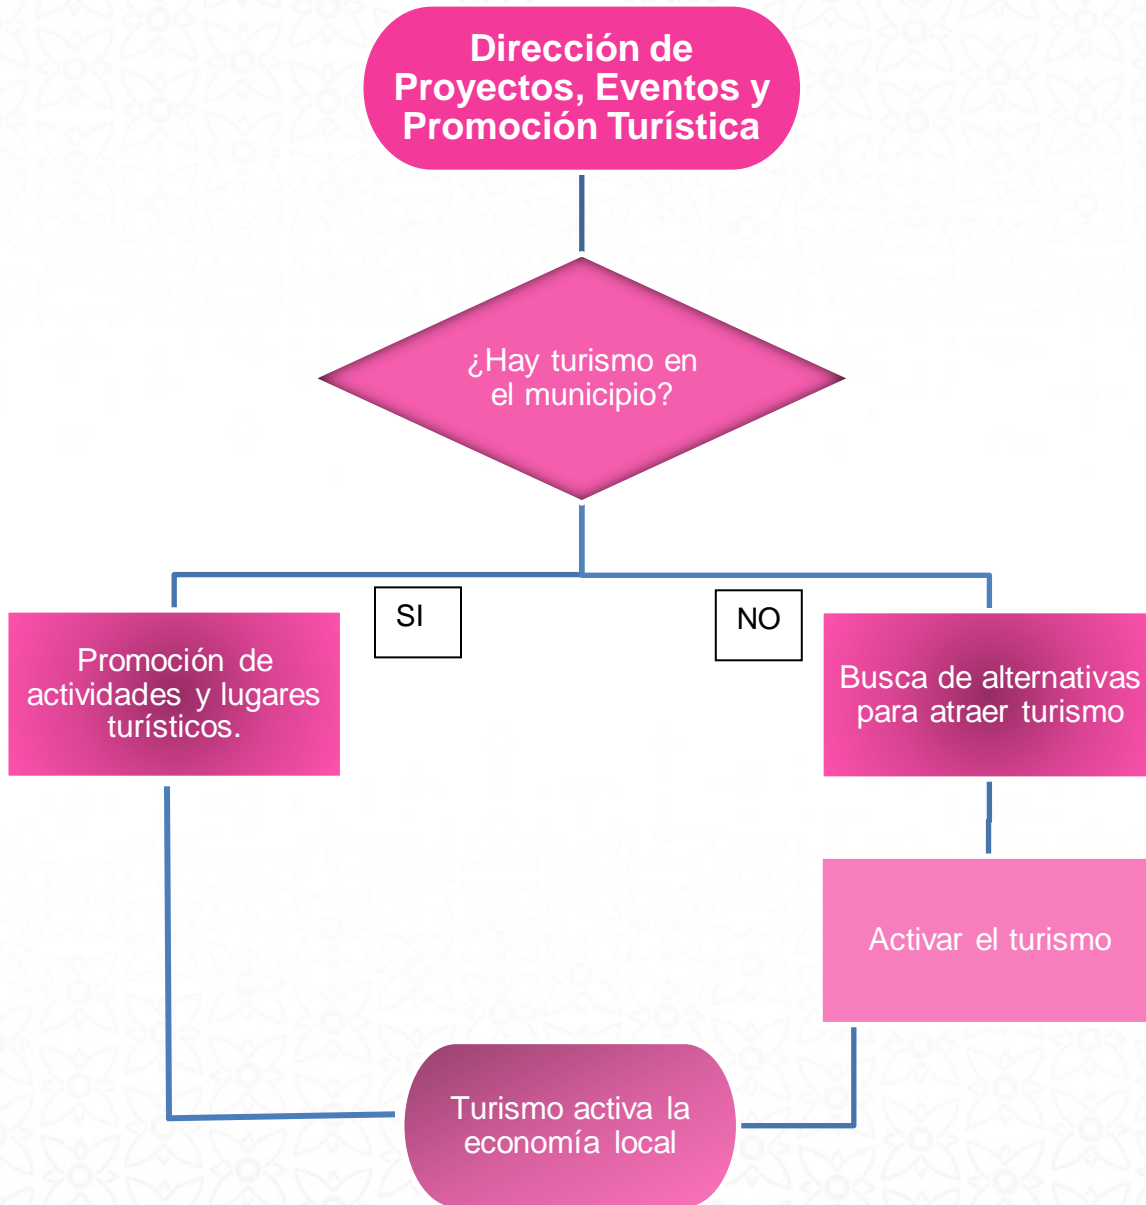 Dirección de
Proyectos, Eventos y
Promoción Turística
¿Hay turismo en
el municipio?
SI
NO
Promoción de
actividades y lugares
turísticos.
Busca de alternativas
para atraer turismo
Activar el turismo
Turismo activa la
economía local